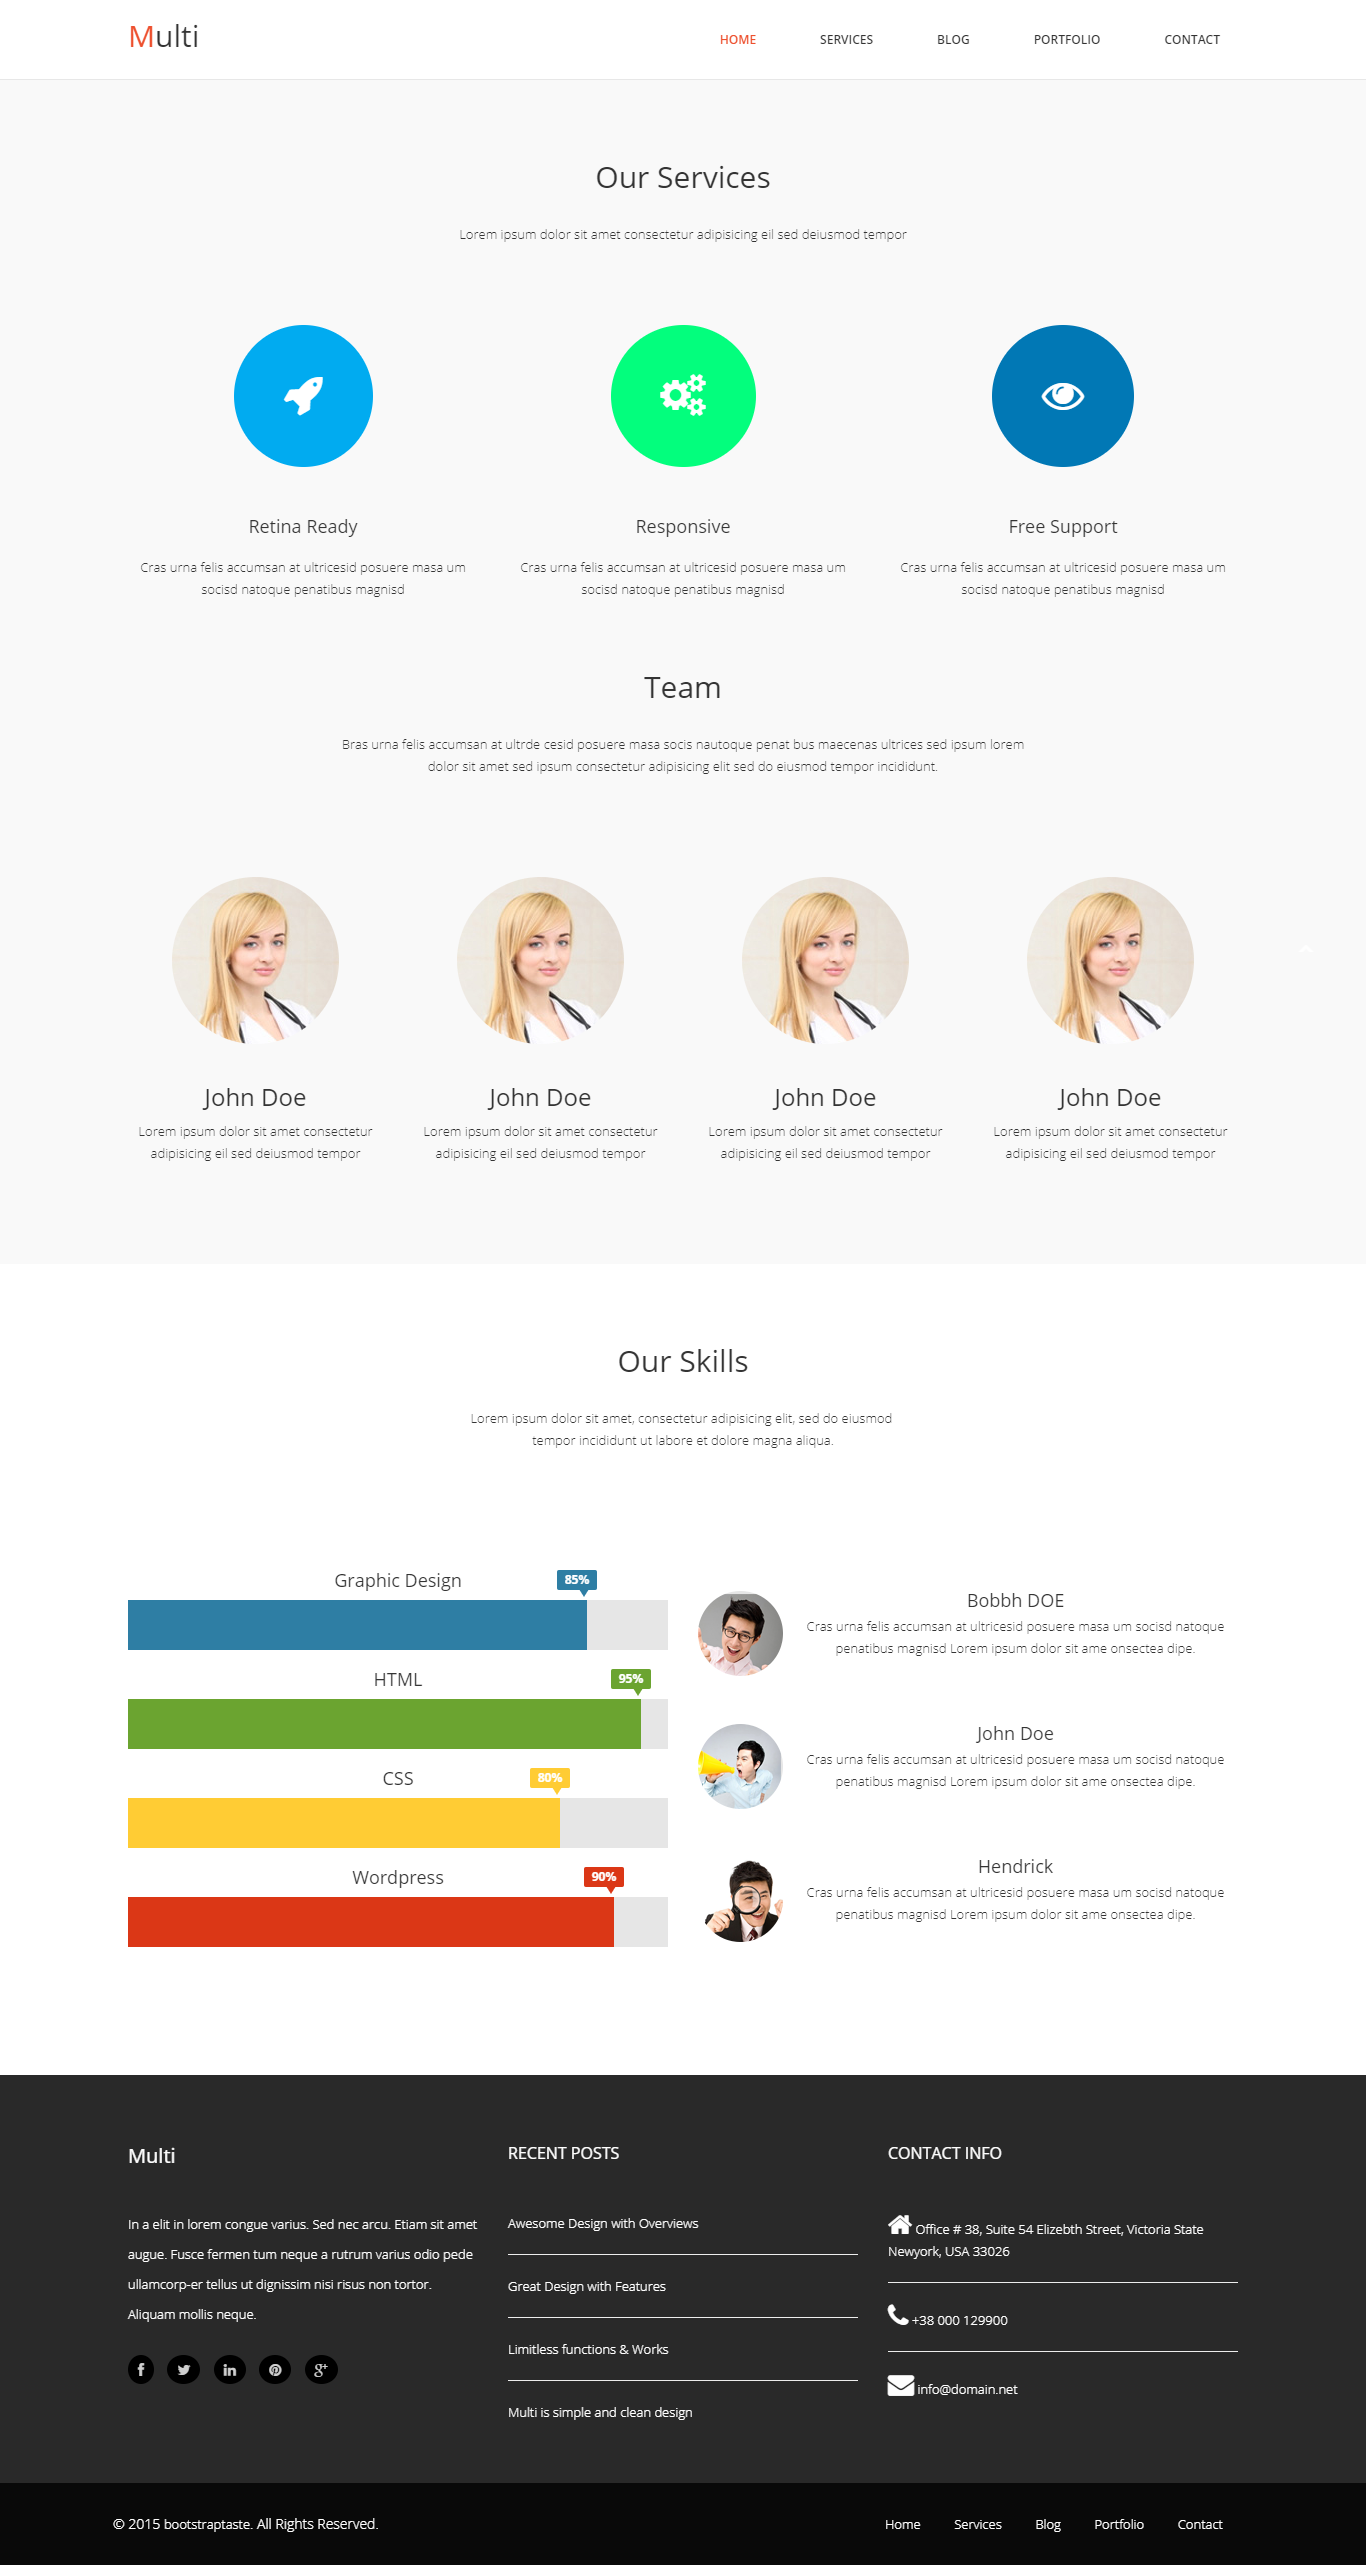 Multi
HOME SERVICES BLOG PORTFOLIO CONTACT
Our Services
Lorem ipsum dolor sit amet consectetur adipisicing eil sed deiusmod tempor
Retina Ready
Cras urna felis accumsan at ultricesid posuere masa um
socisd natoque penatibus magnisd
Responsive
Cras urna felis accumsan at ultricesid posuere masa um
socisd natoque penatibus magnisd
Free Support
Cras urna felis accumsan at ultricesid posuere masa um
socisd natoque penatibus magnisd
Team
Bras urna felis accumsan at ultrde cesid posuere masa socis nautoque penat bus maecenas ultrices sed ipsum lorem
dolor sit amet sed ipsum consectetur adipisicing elit sed do eiusmod tempor incididunt.
John Doe
Lorem ipsum dolor sit amet consectetur
adipisicing eil sed deiusmod tempor
John Doe
Lorem ipsum dolor sit amet consectetur
adipisicing eil sed deiusmod tempor
John Doe
Lorem ipsum dolor sit amet consectetur
adipisicing eil sed deiusmod tempor
John Doe
Lorem ipsum dolor sit amet consectetur
adipisicing eil sed deiusmod tempor
Our Skills
Lorem ipsum dolor sit amet, consectetur adipisicing elit, sed do eiusmod
tempor incididunt ut labore et dolore magna aliqua.
Graphic Design 85%
HTML 95%
CSS 80%
Wordpress 90%
Bobbh DOE
Cras urna felis accumsan at ultricesid posuere masa um socisd natoque
penatibus magnisd Lorem ipsum dolor sit ame onsectea dipe.
John Doe
Cras urna felis accumsan at ultricesid posuere masa um socisd natoque
penatibus magnisd Lorem ipsum dolor sit ame onsectea dipe.
Hendrick
Cras urna felis accumsan at ultricesid posuere masa um socisd natoque
penatibus magnisd Lorem ipsum dolor sit ame onsectea dipe.
Multi
In a elit in lorem congue varius. Sed nec arcu. Etiam sit amet
augue. Fusce fermen tum neque a rutrum varius odio pede
ullamcorp-er tellus ut dignissim nisi risus non tortor.
Aliquam mollis neque.
RECENT POSTS
Awesome Design with Overviews
Great Design with Features
Limitless functions & Works
Multi is simple and clean design
CONTACT INFO
Office # 38, Suite 54 Elizebth Street, Victoria State
Newyork, USA 33026
+38 000 129900
info@domain.net
© 2015 bootstraptaste. All Rights Reserved.
Home Services Blog Portfolio Contact